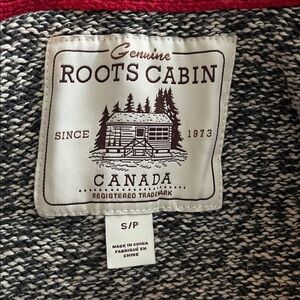 Genuine
ROOTS CABIN
SINCE 1973
CANADA
REGISTERED TRADEMARK
S/P
MADE IN CHINA
FABRIQUÉ EN
CHINE